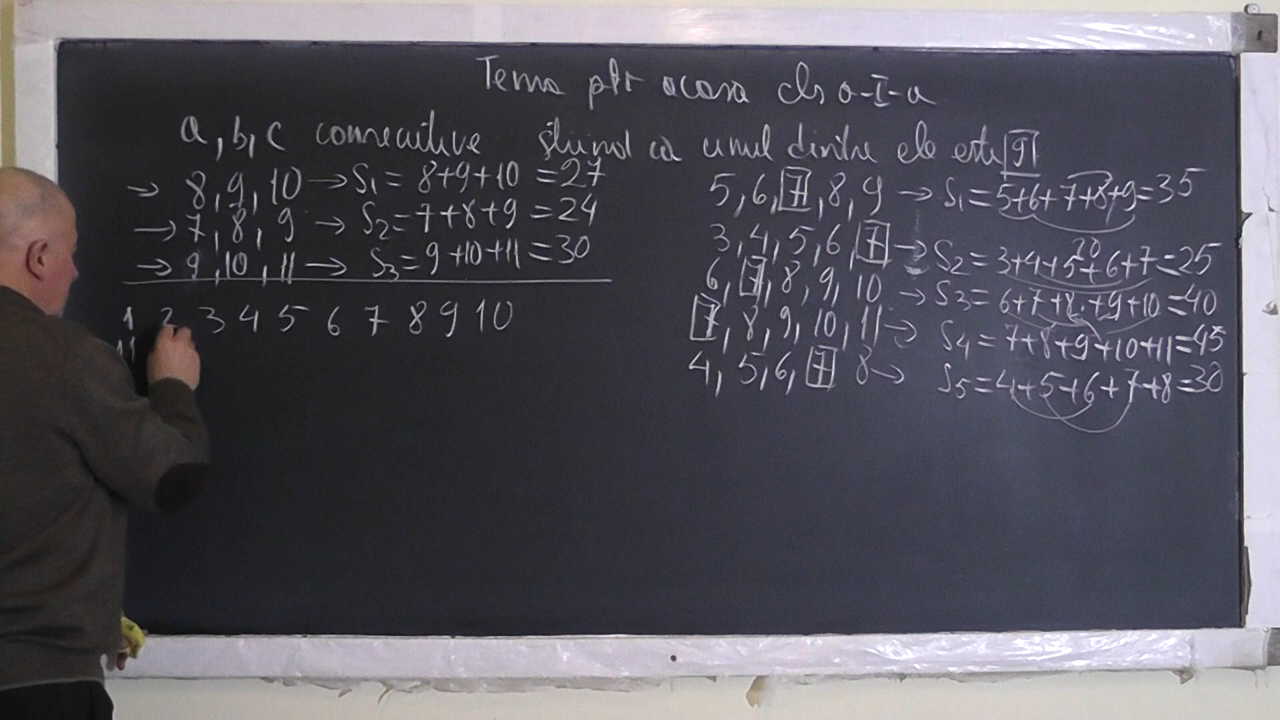 Tema ptr acasa cls a-I-a
a, b, c consecutive știind ca unul dintre ele este 9
→ 8, 9, 10 → S₁ = 8+9+10 = 27
→ 7, 8, 9 → S₂ = 7+8+9 = 24
→ 9, 10, 11 → S₃ = 9+10+11 = 30
1 2 3 4 5 6 7 8 9 10
11
5, 6, 7, 8, 9 → S₁ = 5+6+7+8+9 = 35
20
3, 4, 5, 6, 7 → S₂ = 3+4+5+6+7 = 25
6, 7, 8, 9, 10 → S₃ = 6+7+8+9+10 = 40
7, 8, 9, 10, 11 → S₄ = 7+8+9+10+11 = 45
4, 5, 6, 7 8 → S₅ = 4+5+6+7+8 = 30